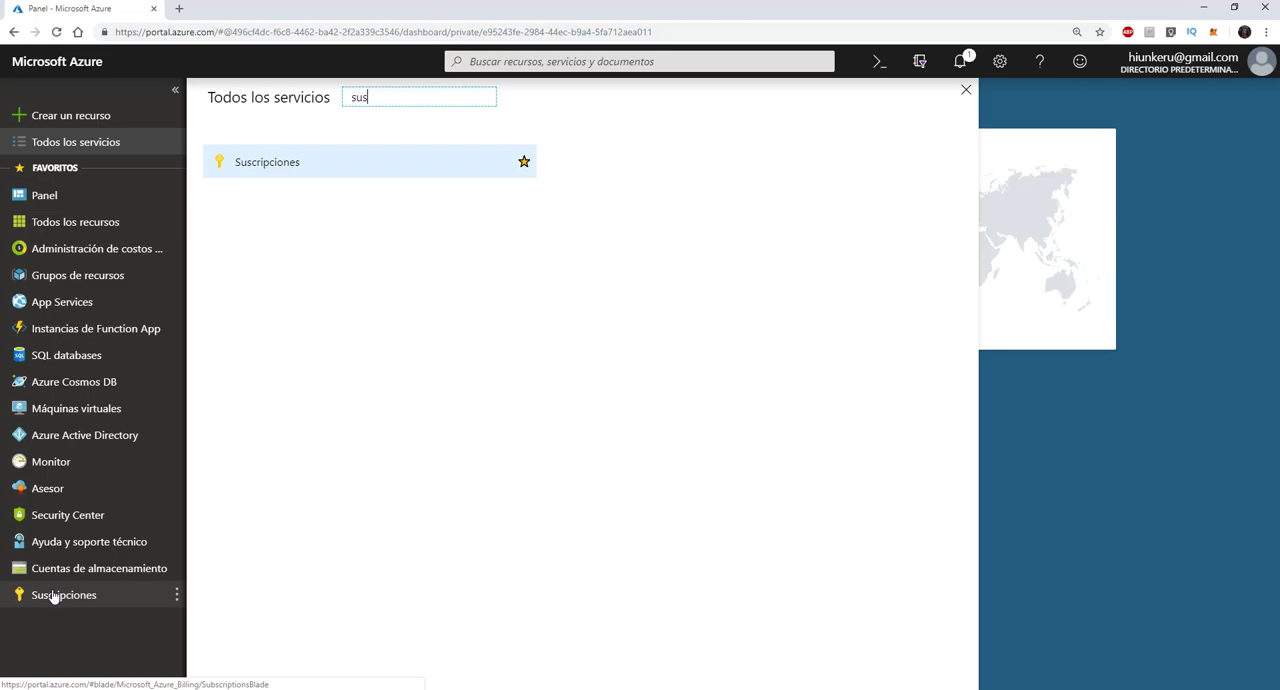 Panel - Microsoft Azure
https://portal.azure.com/#@496cf4dc-f6c8-4462-ba42-2f2a339c3546/dashboard/private/e95243fe-2984-44ec-b9a4-5fa712aea011
ABP
IQ
Microsoft Azure
Buscar recursos, servicios y documentos
1
hiunkeru@gmail.com
DIRECTORIO PREDETERMINA...
Todos los servicios
sus
Suscripciones
Crear un recurso
Todos los servicios
FAVORITOS
Panel
Todos los recursos
Administración de costos ...
Grupos de recursos
App Services
Instancias de Function App
SQL databases
Azure Cosmos DB
Máquinas virtuales
Azure Active Directory
Monitor
Asesor
Security Center
Ayuda y soporte técnico
Cuentas de almacenamiento
Suscripciones
https://portal.azure.com/#blade/Microsoft_Azure_Billing/SubscriptionsBlade